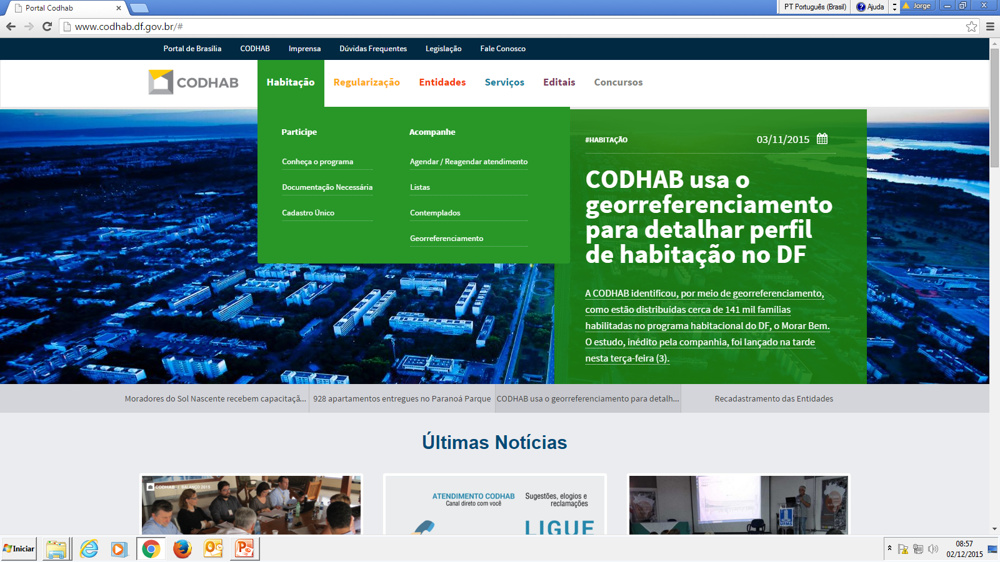 Portal Codhab
PT Português (Brasil)
Ajuda
Jorge
www.codhab.df.gov.br/#
Portal de Brasília
CODHAB
Imprensa
Dúvidas Frequentes
Legislação
Fale Conosco
CODHAB
Habitação
Regularização
Entidades
Serviços
Editais
Concursos
Participe
Conheça o programa
Documentação Necessária
Cadastro Único
Acompanhe
Agendar / Reagendar atendimento
Listas
Contemplados
Georreferenciamento
#HABITAÇÃO
03/11/2015
CODHAB usa o
georreferenciamento
para detalhar perfil
de habitação no DF
A CODHAB identificou, por meio de georreferenciamento,
como estão distribuídas cerca de 141 mil famílias
habilitadas no programa habitacional do DF, o Morar Bem.
O estudo, inédito pela companhia, foi lançado na tarde
nesta terça-feira (3).
Moradores do Sol Nascente recebem capacitaçã...
928 apartamentos entregues no Paranoá Parque
CODHAB usa o georreferenciamento para detalh...
Recadastramento das Entidades
Últimas Notícias
CODHAB | BALANÇO 2015
ATENDIMENTO CODHAB
Canal direto com você
Sugestões, elogios e
reclamações
LIGUE
Iniciar
08:57
02/12/2015